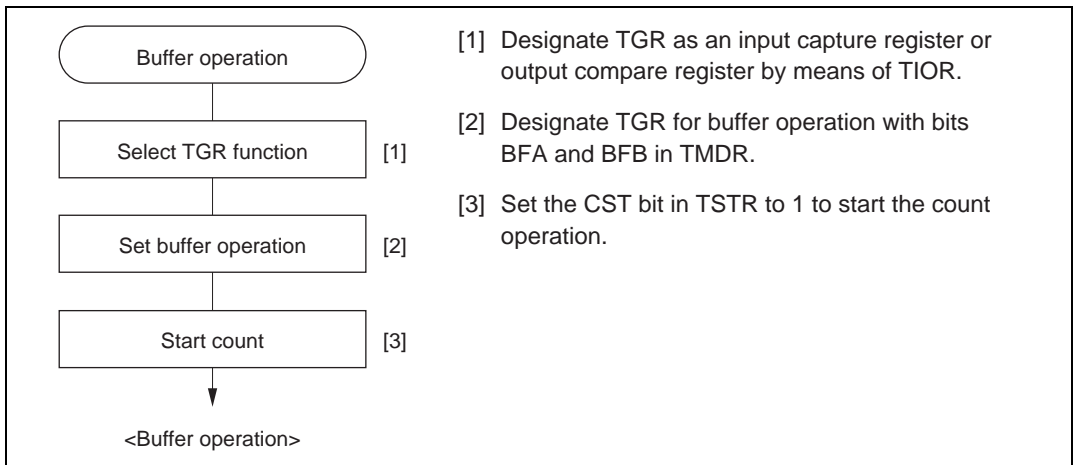 Buffer operation
Select TGR function
[1]
Set buffer operation
[2]
Start count
[3]
<Buffer operation>
[1] Designate TGR as an input capture register or
output compare register by means of TIOR.
[2] Designate TGR for buffer operation with bits
BFA and BFB in TMDR.
[3] Set the CST bit in TSTR to 1 to start the count
operation.